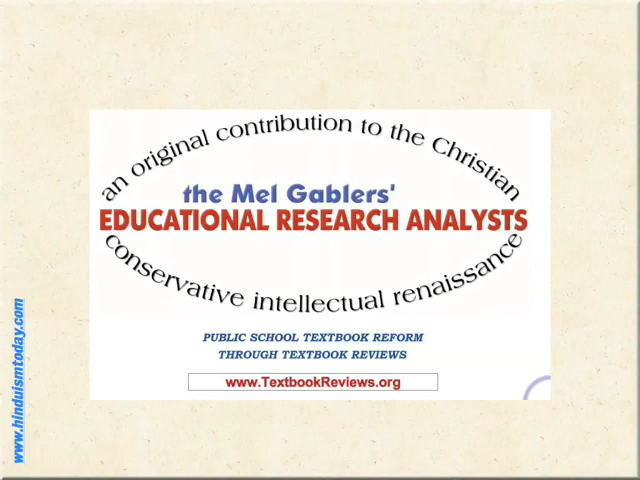 an original contribution to the Christian
the Mel Gablers'
EDUCATIONAL RESEARCH ANALYSTS
conservative intellectual renaissance
PUBLIC SCHOOL TEXTBOOK REFORM
THROUGH TEXTBOOK REVIEWS
www.TextbookReviews.org
www.hinduismtoday.com